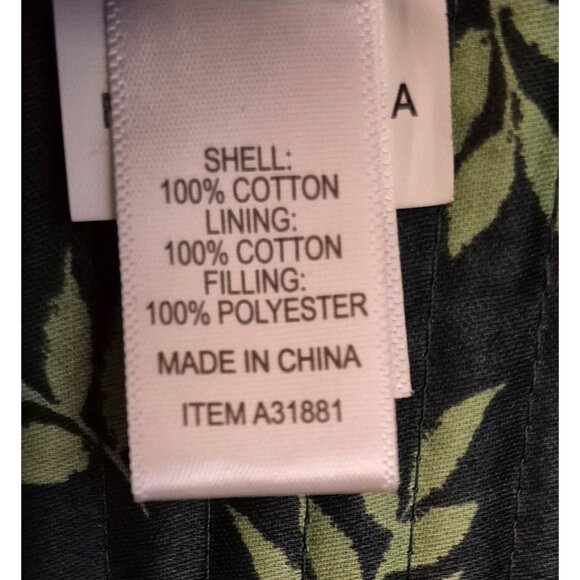 A
SHELL:
100% COTTON
LINING:
100% COTTON
FILLING:
100% POLYESTER
MADE IN CHINA
ITEM A31881